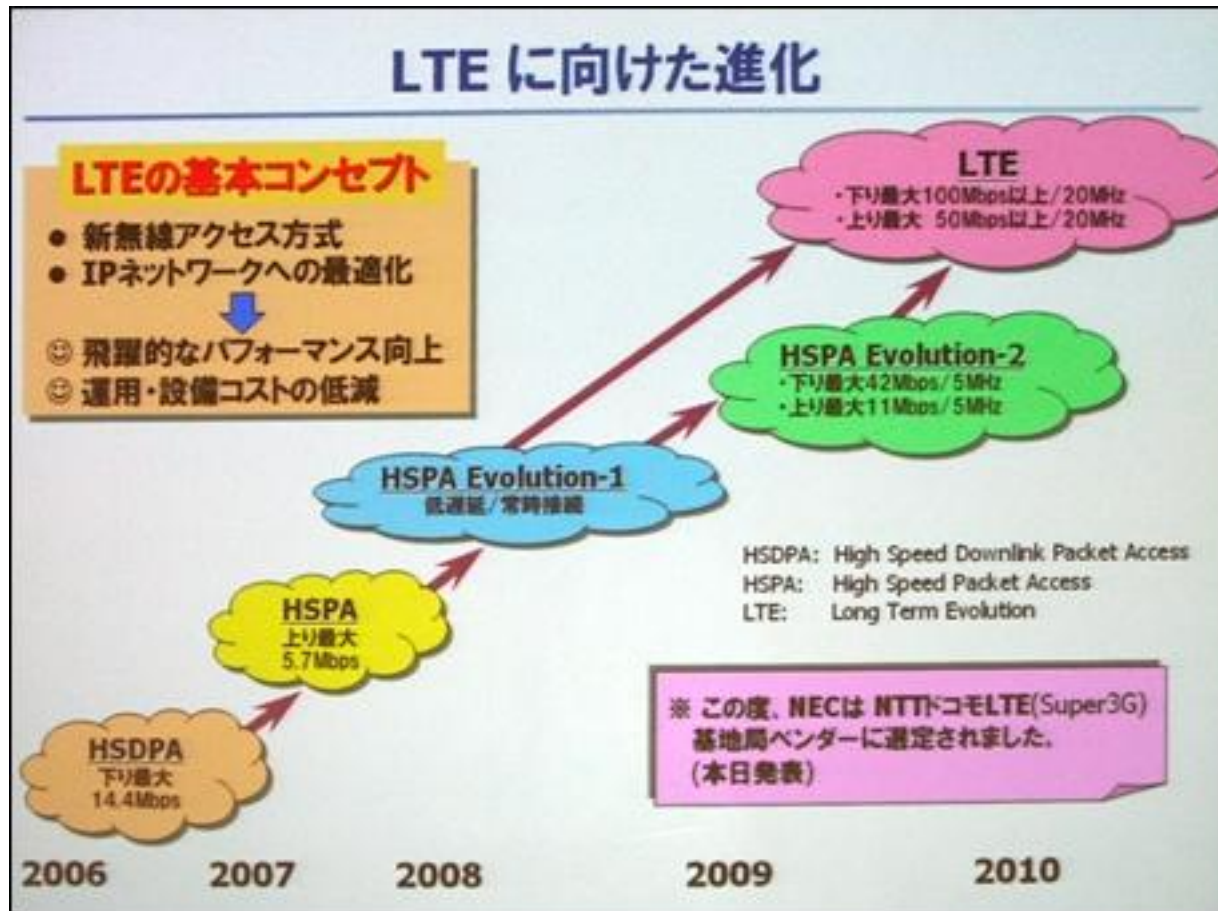 LTE に向けた進化
LTEの基本コンセプト
● 新無線アクセス方式
● IPネットワークへの最適化
☺ 飛躍的なパフォーマンス向上
☺ 運用・設備コストの低減
LTE
・下り最大100Mbps以上/20MHz
・上り最大 50Mbps以上/20MHz
HSPA Evolution-2
・下り最大42Mbps/5MHz
・上り最大11Mbps/5MHz
HSPA Evolution-1
低遅延/常時接続
HSPA
上り最大
5.7Mbps
HSDPA
下り最大
14.4Mbps
HSDPA: High Speed Downlink Packet Access
HSPA: High Speed Packet Access
LTE: Long Term Evolution
※ この度、NECは NTTドコモLTE(Super3G)
基地局ベンダーに選定されました。
(本日発表)
2006 2007 2008 2009 2010